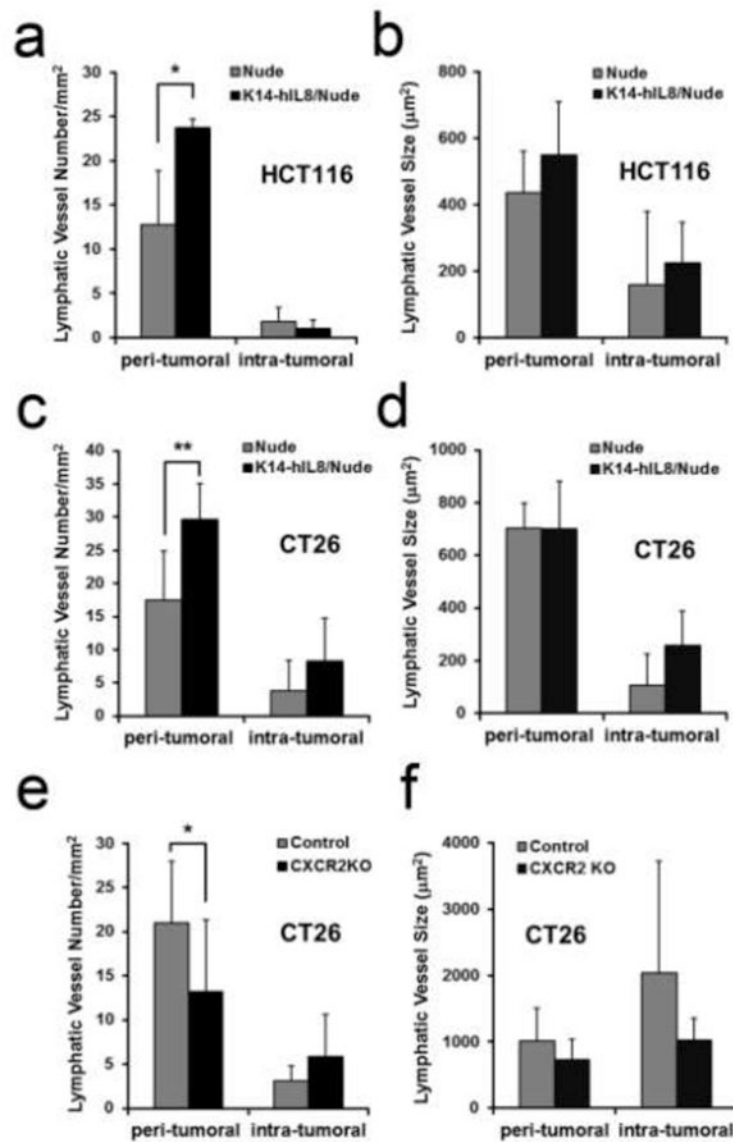 a
Lymphatic Vessel Number/mm²
30
25
20
15
10
5
0
*
Nude
K14-hIL8/Nude
HCT116
peri-tumoral intra-tumoral
b
Lymphatic Vessel Size (μm²)
800
600
400
200
0
Nude
K14-hIL8/Nude
HCT116
peri-tumoral intra-tumoral
c
Lymphatic Vessel Number/mm²
40
35
30
25
20
15
10
5
0
**
Nude
K14-hIL8/Nude
CT26
peri-tumoral intra-tumoral
d
Lymphatic Vessel Size (μm²)
1000
800
600
400
200
0
Nude
K14-hIL8/Nude
CT26
peri-tumoral intra-tumoral
e
Lymphatic Vessel Number/mm²
30
25
20
15
10
5
0
*
Control
CXCR2KO
CT26
peri-tumoral intra-tumoral
f
Lymphatic Vessel Size (μm²)
4000
3000
2000
1000
0
Control
CXCR2 KO
CT26
peri-tumoral intra-tumoral